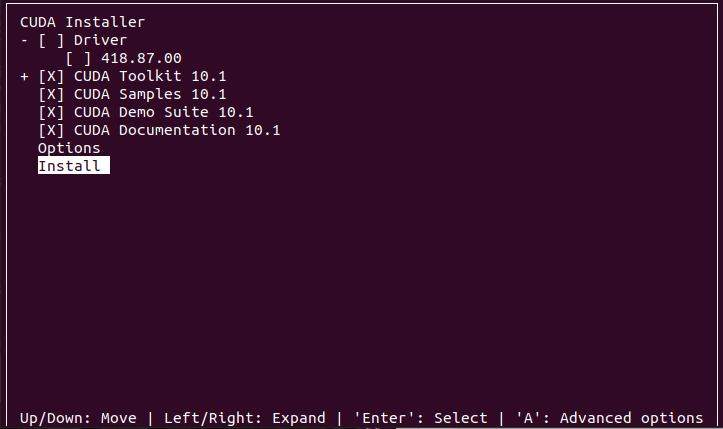 CUDA Installer
- [ ] Driver
[ ] 418.87.00
+ [X] CUDA Toolkit 10.1
[X] CUDA Samples 10.1
[X] CUDA Demo Suite 10.1
[X] CUDA Documentation 10.1
Options
Install
Up/Down: Move | Left/Right: Expand | 'Enter': Select | 'A': Advanced options